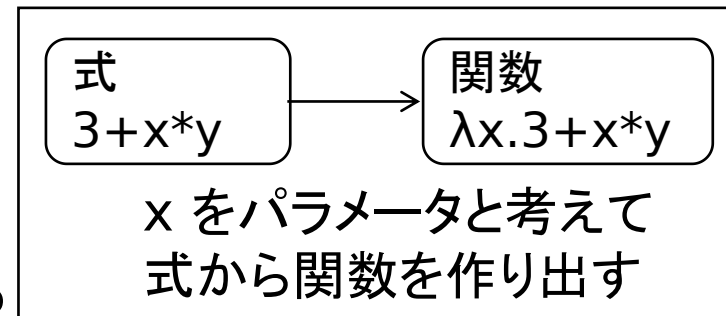 式
3+x*y
関数
λx.3+x*y
x をパラメータと考えて
式から関数を作り出す